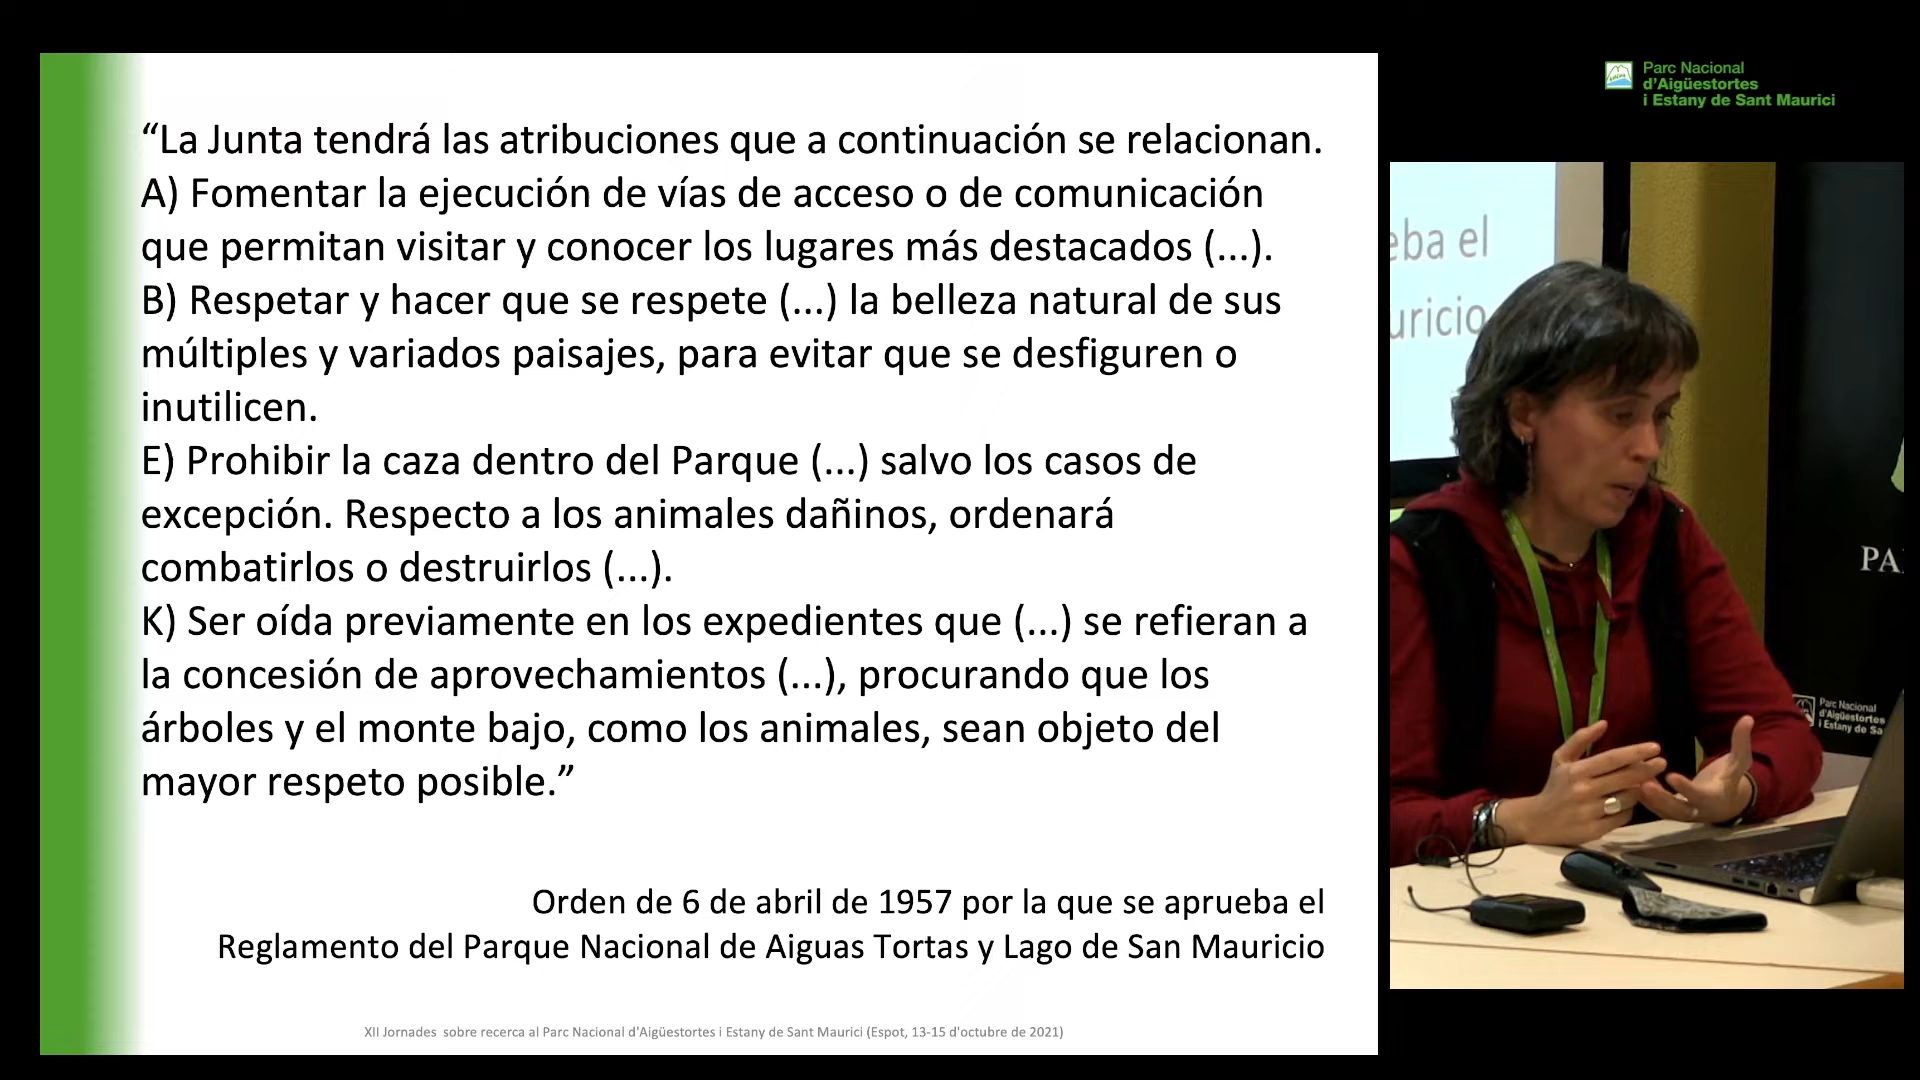 “La Junta tendrá las atribuciones que a continuación se relacionan.
A) Fomentar la ejecución de vías de acceso o de comunicación
que permitan visitar y conocer los lugares más destacados (...).
B) Respetar y hacer que se respete (...) la belleza natural de sus
múltiples y variados paisajes, para evitar que se desfiguren o
inutilicen.
E) Prohibir la caza dentro del Parque (...) salvo los casos de
excepción. Respecto a los animales dañinos, ordenará
combatirlos o destruirlos (...).
K) Ser oída previamente en los expedientes que (...) se refieran a
la concesión de aprovechamientos (...), procurando que los
árboles y el monte bajo, como los animales, sean objeto del
mayor respeto posible.”
Orden de 6 de abril de 1957 por la que se aprueba el
Reglamento del Parque Nacional de Aiguas Tortas y Lago de San Mauricio
XII Jornades sobre recerca al Parc Nacional d'Aigüestortes i Estany de Sant Maurici (Espot, 13-15 d'octubre de 2021)
Parc Nacional
d'Aigüestortes
i Estany de Sant Maurici
eba el
uricio
PA
Parc Nacional
d'Aigüestortes
i Estany de Sa